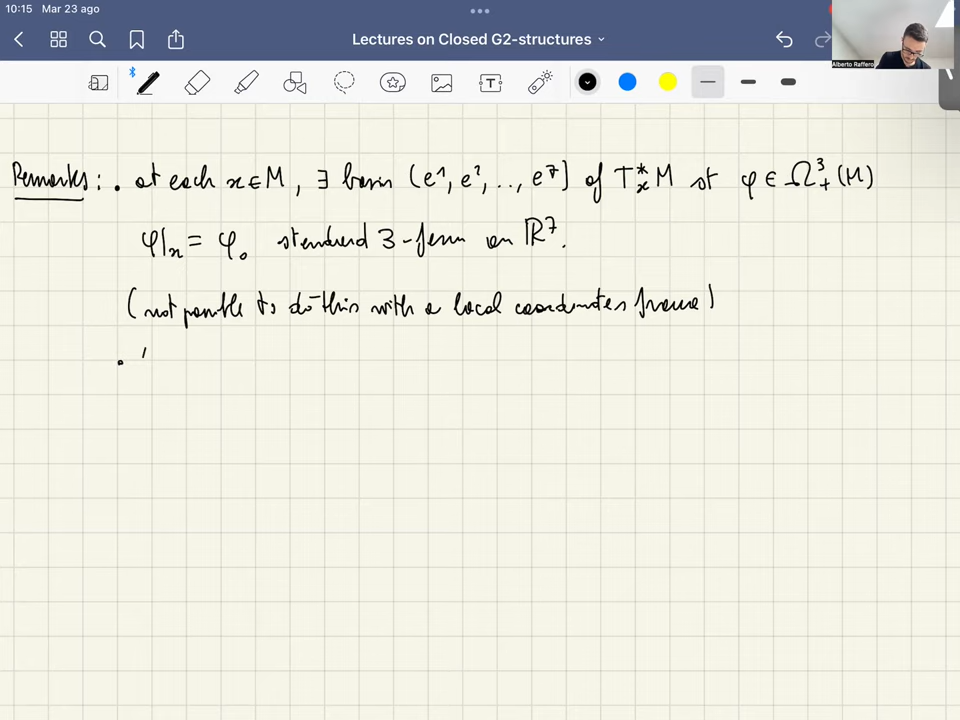 10:15 Mar 23 ago
Lectures on Closed G2-structures
Alberto Raffero
Remarks: • at each x ∈ M, ∃ basis (e¹, e², .., e⁷) of Tₓ*M st φ ∈ Ω³₊(M)
φ|ₓ = φ₀ standard 3-form on ℝ⁷.
(not possible to do this with a local coordinates frame)
•